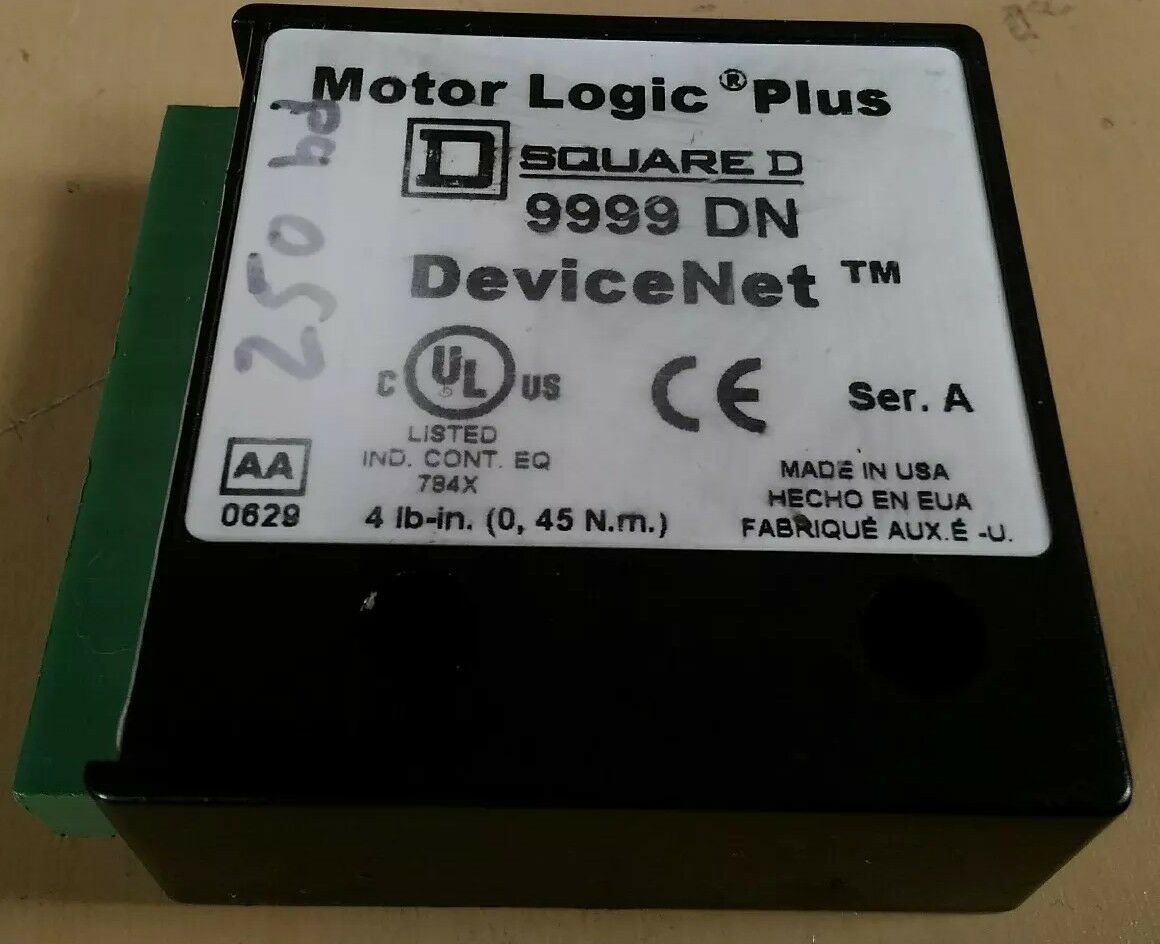 Motor Logic ® Plus
D SQUARE D
9999 DN
DeviceNet ™
250 bd
C UL US
LISTED
IND. CONT. EQ
784X
CE
Ser. A
AA
0629
4 lb-in. (0, 45 N.m.)
MADE IN USA
HECHO EN EUA
FABRIQUÉ AUX.É -U.